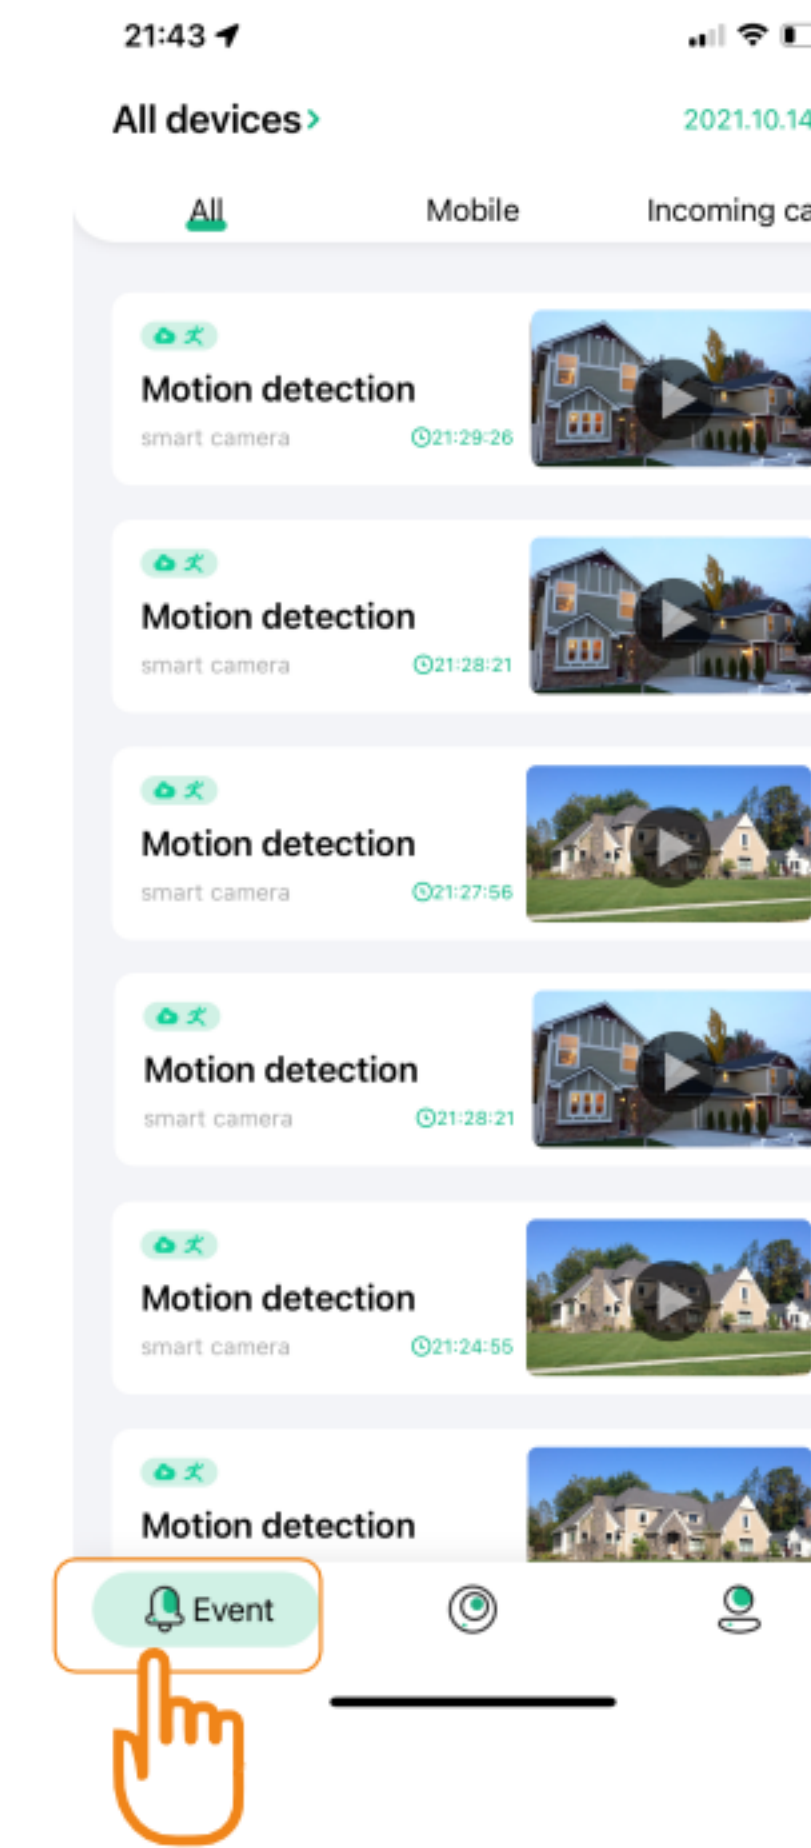 21:43
All devices
2021.10.14
All Mobile Incoming ca
Motion detection
smart camera 21:29:26
Motion detection
smart camera 21:28:21
Motion detection
smart camera 21:27:56
Motion detection
smart camera 21:28:21
Motion detection
smart camera 21:24:55
Motion detection
Event